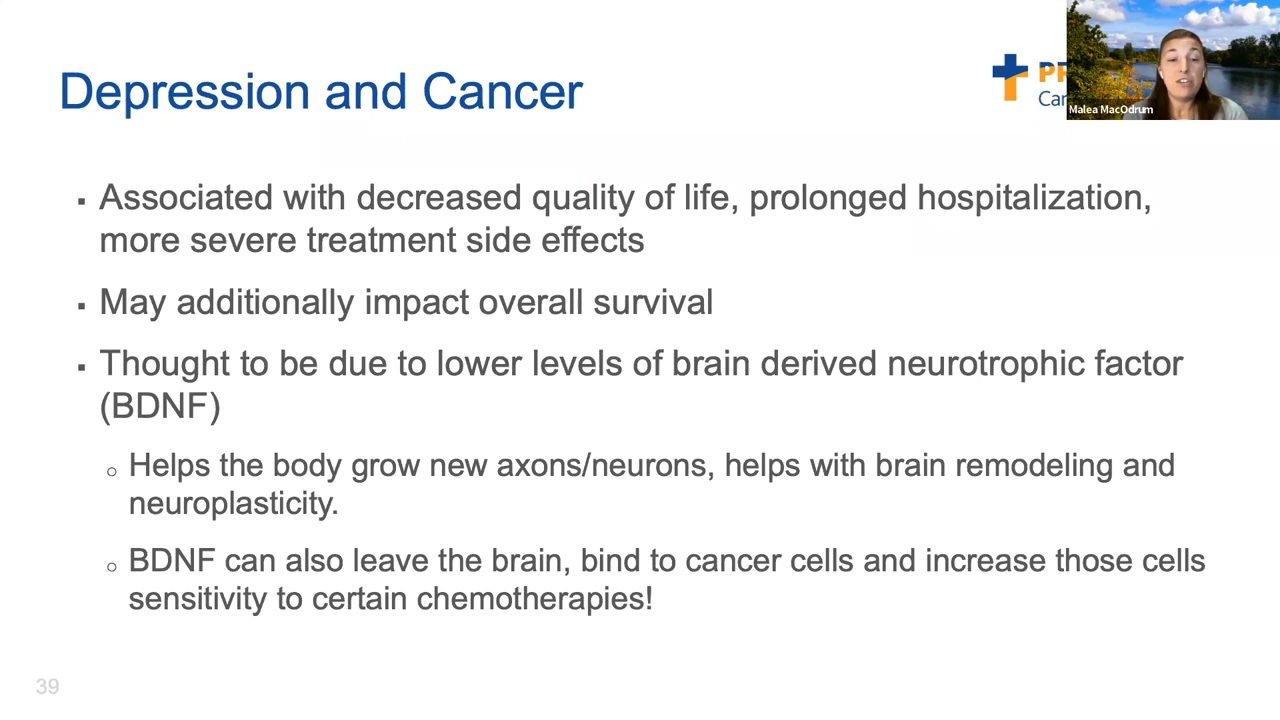 Depression and Cancer
Malea MacOdrum
▪ Associated with decreased quality of life, prolonged hospitalization,
more severe treatment side effects
▪ May additionally impact overall survival
▪ Thought to be due to lower levels of brain derived neurotrophic factor
(BDNF)
○ Helps the body grow new axons/neurons, helps with brain remodeling and
neuroplasticity.
○ BDNF can also leave the brain, bind to cancer cells and increase those cells
sensitivity to certain chemotherapies!
39